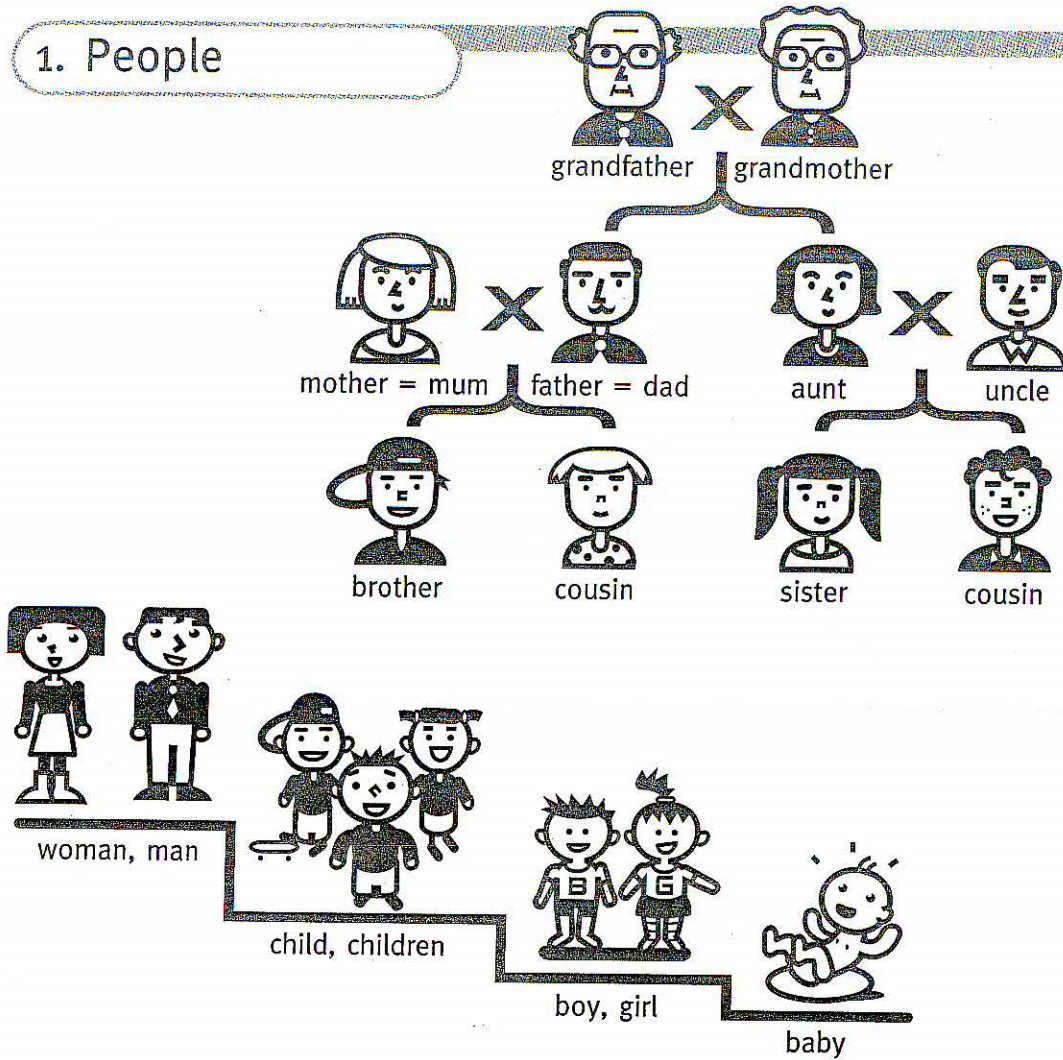 1. People
grandfather grandmother
mother = mum father = dad aunt uncle
brother cousin sister cousin
woman, man
child, children
B G
boy, girl
baby